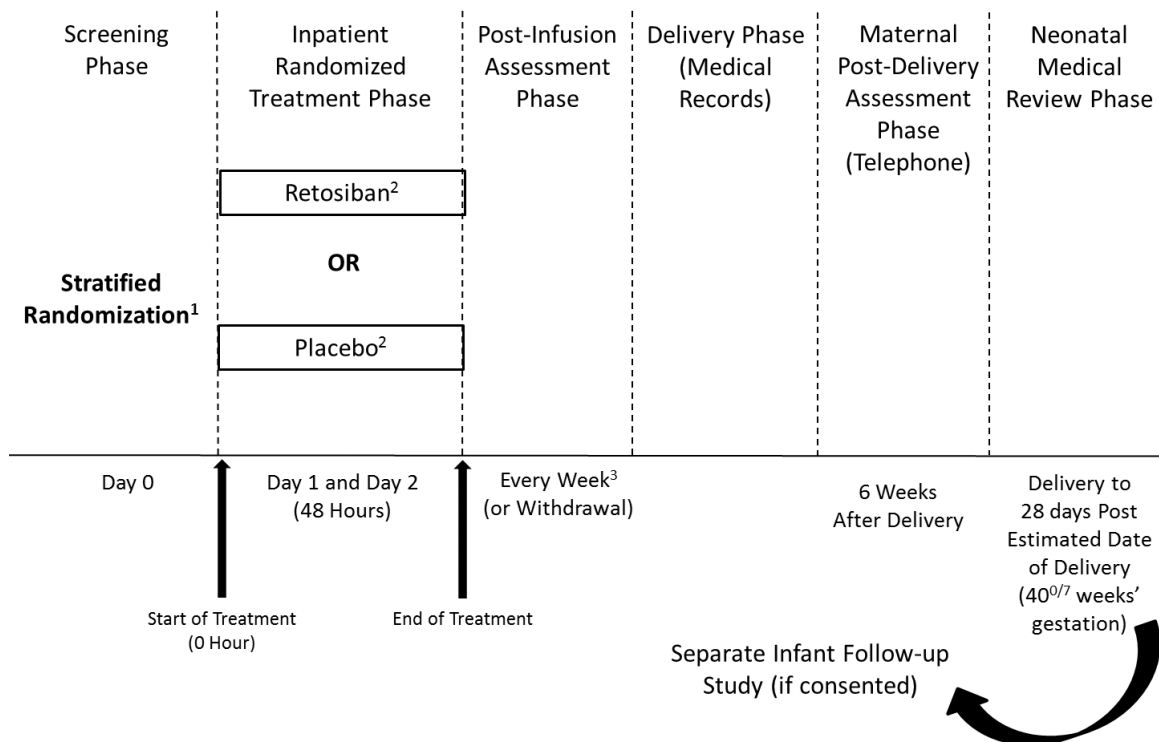 Screening
Phase
Inpatient
Randomized
Treatment Phase
Post-Infusion
Assessment
Phase
Delivery Phase
(Medical
Records)
Maternal
Post-Delivery
Assessment
Phase
(Telephone)
Neonatal
Medical
Review Phase
Retosiban²
OR
Stratified
Randomization¹
Placebo²
Day 0
Day 1 and Day 2
(48 Hours)
Every Week³
(or Withdrawal)
6 Weeks
After Delivery
Delivery to
28 days Post
Estimated Date
of Delivery
(40⁰/⁷ weeks’
gestation)
Start of Treatment
(0 Hour)
End of Treatment
Separate Infant Follow-up
Study (if consented)